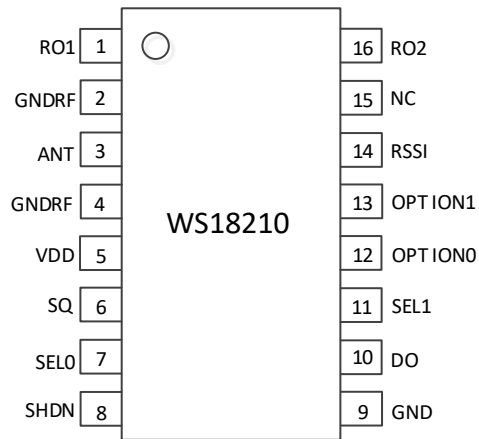 RO1 1 16 RO2
GNDRF 2 15 NC
ANT 3 14 RSSI
GNDRF 4 13 OPTION1
WS18210
VDD 5 12 OPTION0
SQ 6 11 SEL1
SEL0 7 10 DO
SHDN 8 9 GND